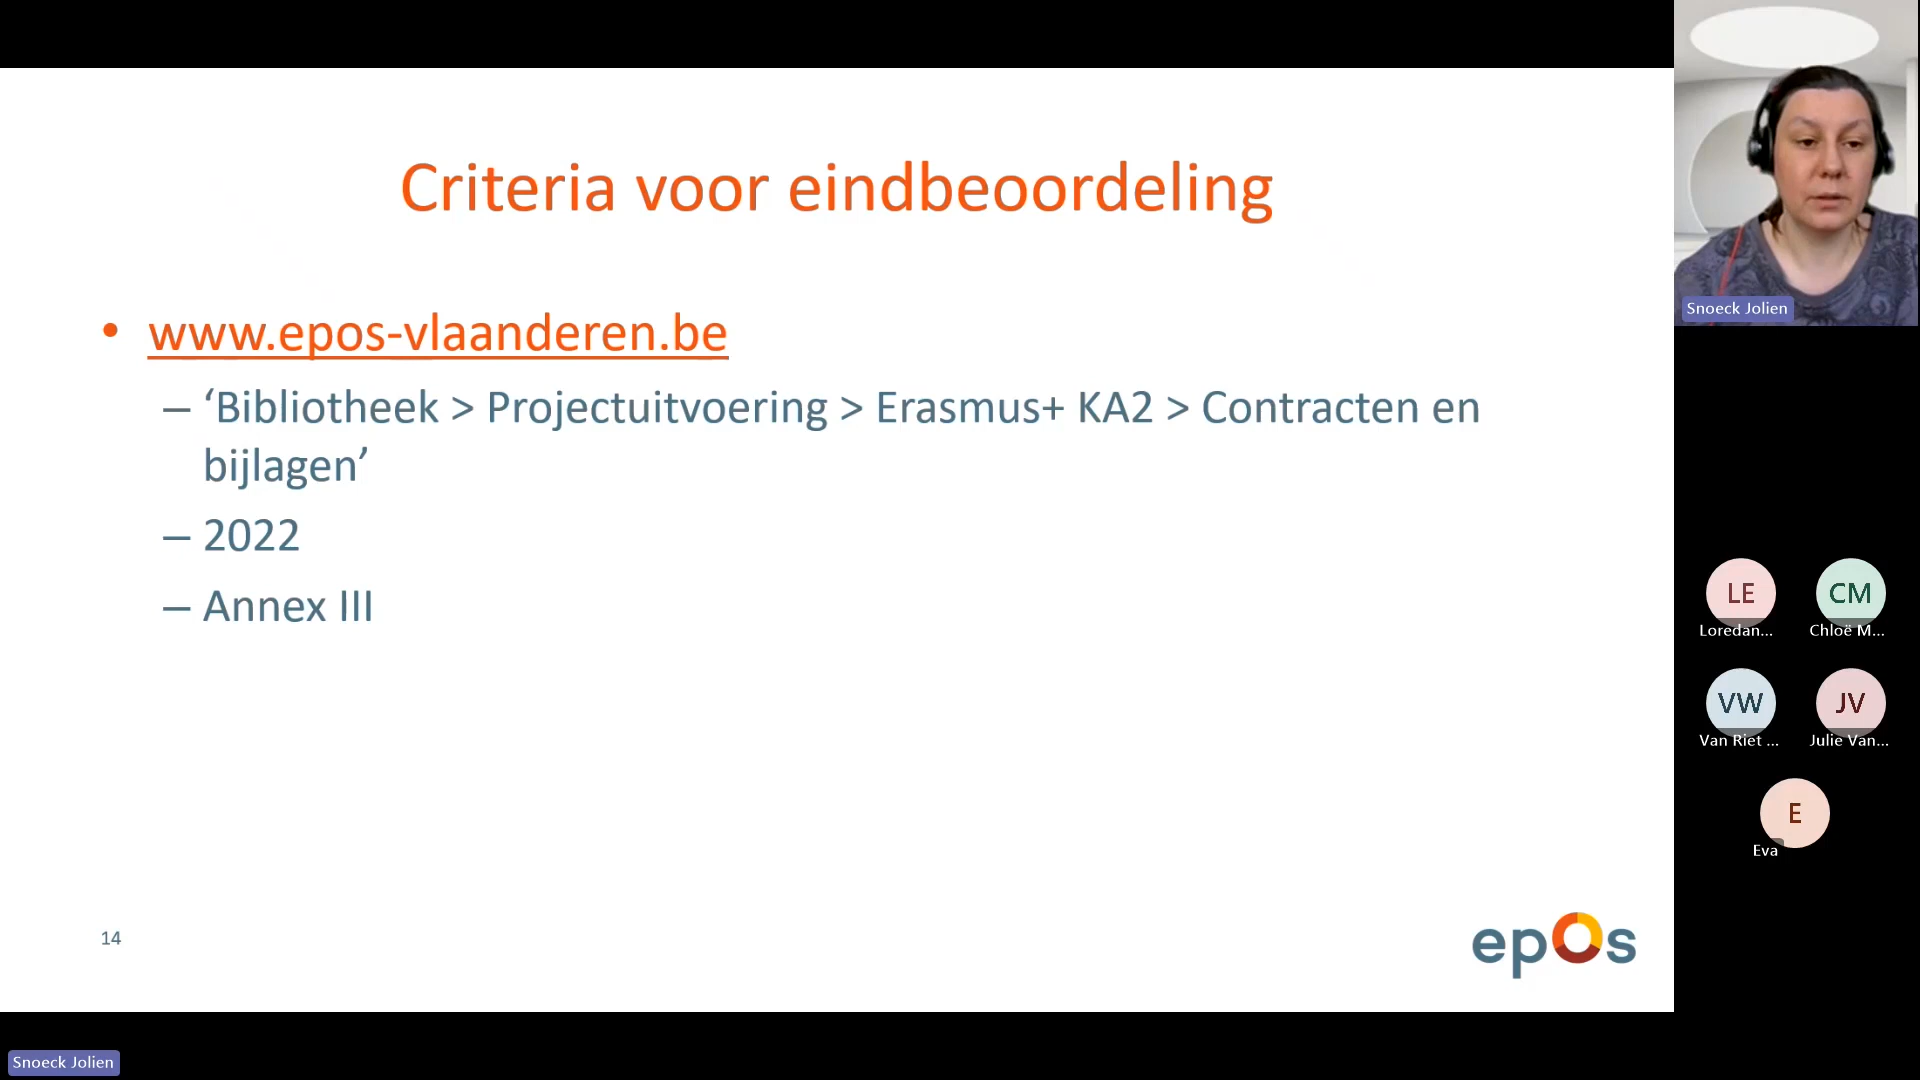 Criteria voor eindbeoordeling
• www.epos-vlaanderen.be
– ‘Bibliotheek > Projectuitvoering > Erasmus+ KA2 > Contracten en
bijlagen’
– 2022
– Annex III
14
epos
Snoeck Jolien
LE
Loredan...
CM
Chloë M...
VW
Van Riet ...
JV
Julie Van...
E
Eva
Snoeck Jolien